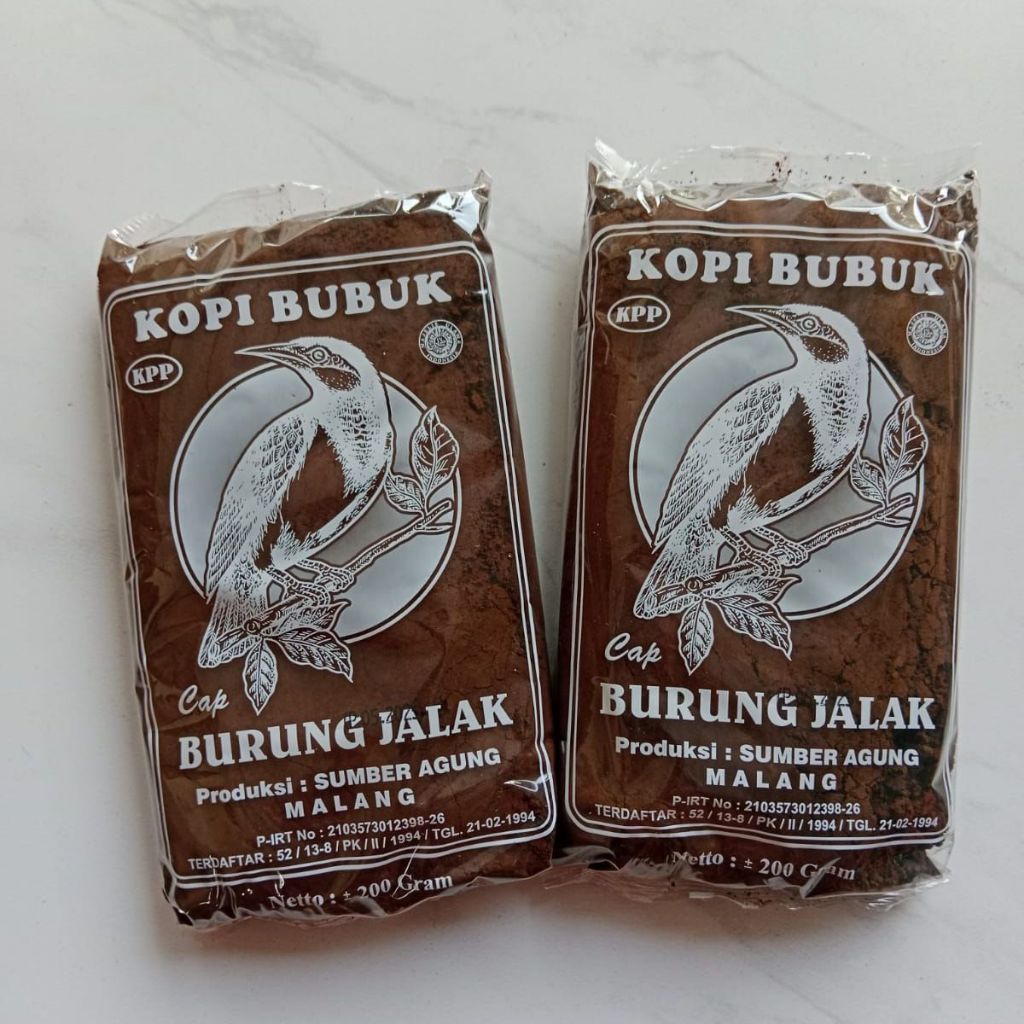 KOPI BUBUK
KPP
Cap
BURUNG JALAK
Produksi : SUMBER AGUNG
MALANG
P-IRT No : 2103573012398-26
TERDAFTAR : 52 / 13-8 / PK / II / 1994 / TGL. 21-02-1994
Netto : ± 200 Gram
KOPI BUBUK
KPP
Cap
BURUNG JALAK
Produksi : SUMBER AGUNG
MALANG
P-IRT No : 2103573012398-26
TERDAFTAR : 52 / 13-8 / PK / II / 1994 / TGL. 21-02-1994
Netto : ± 200 Gram